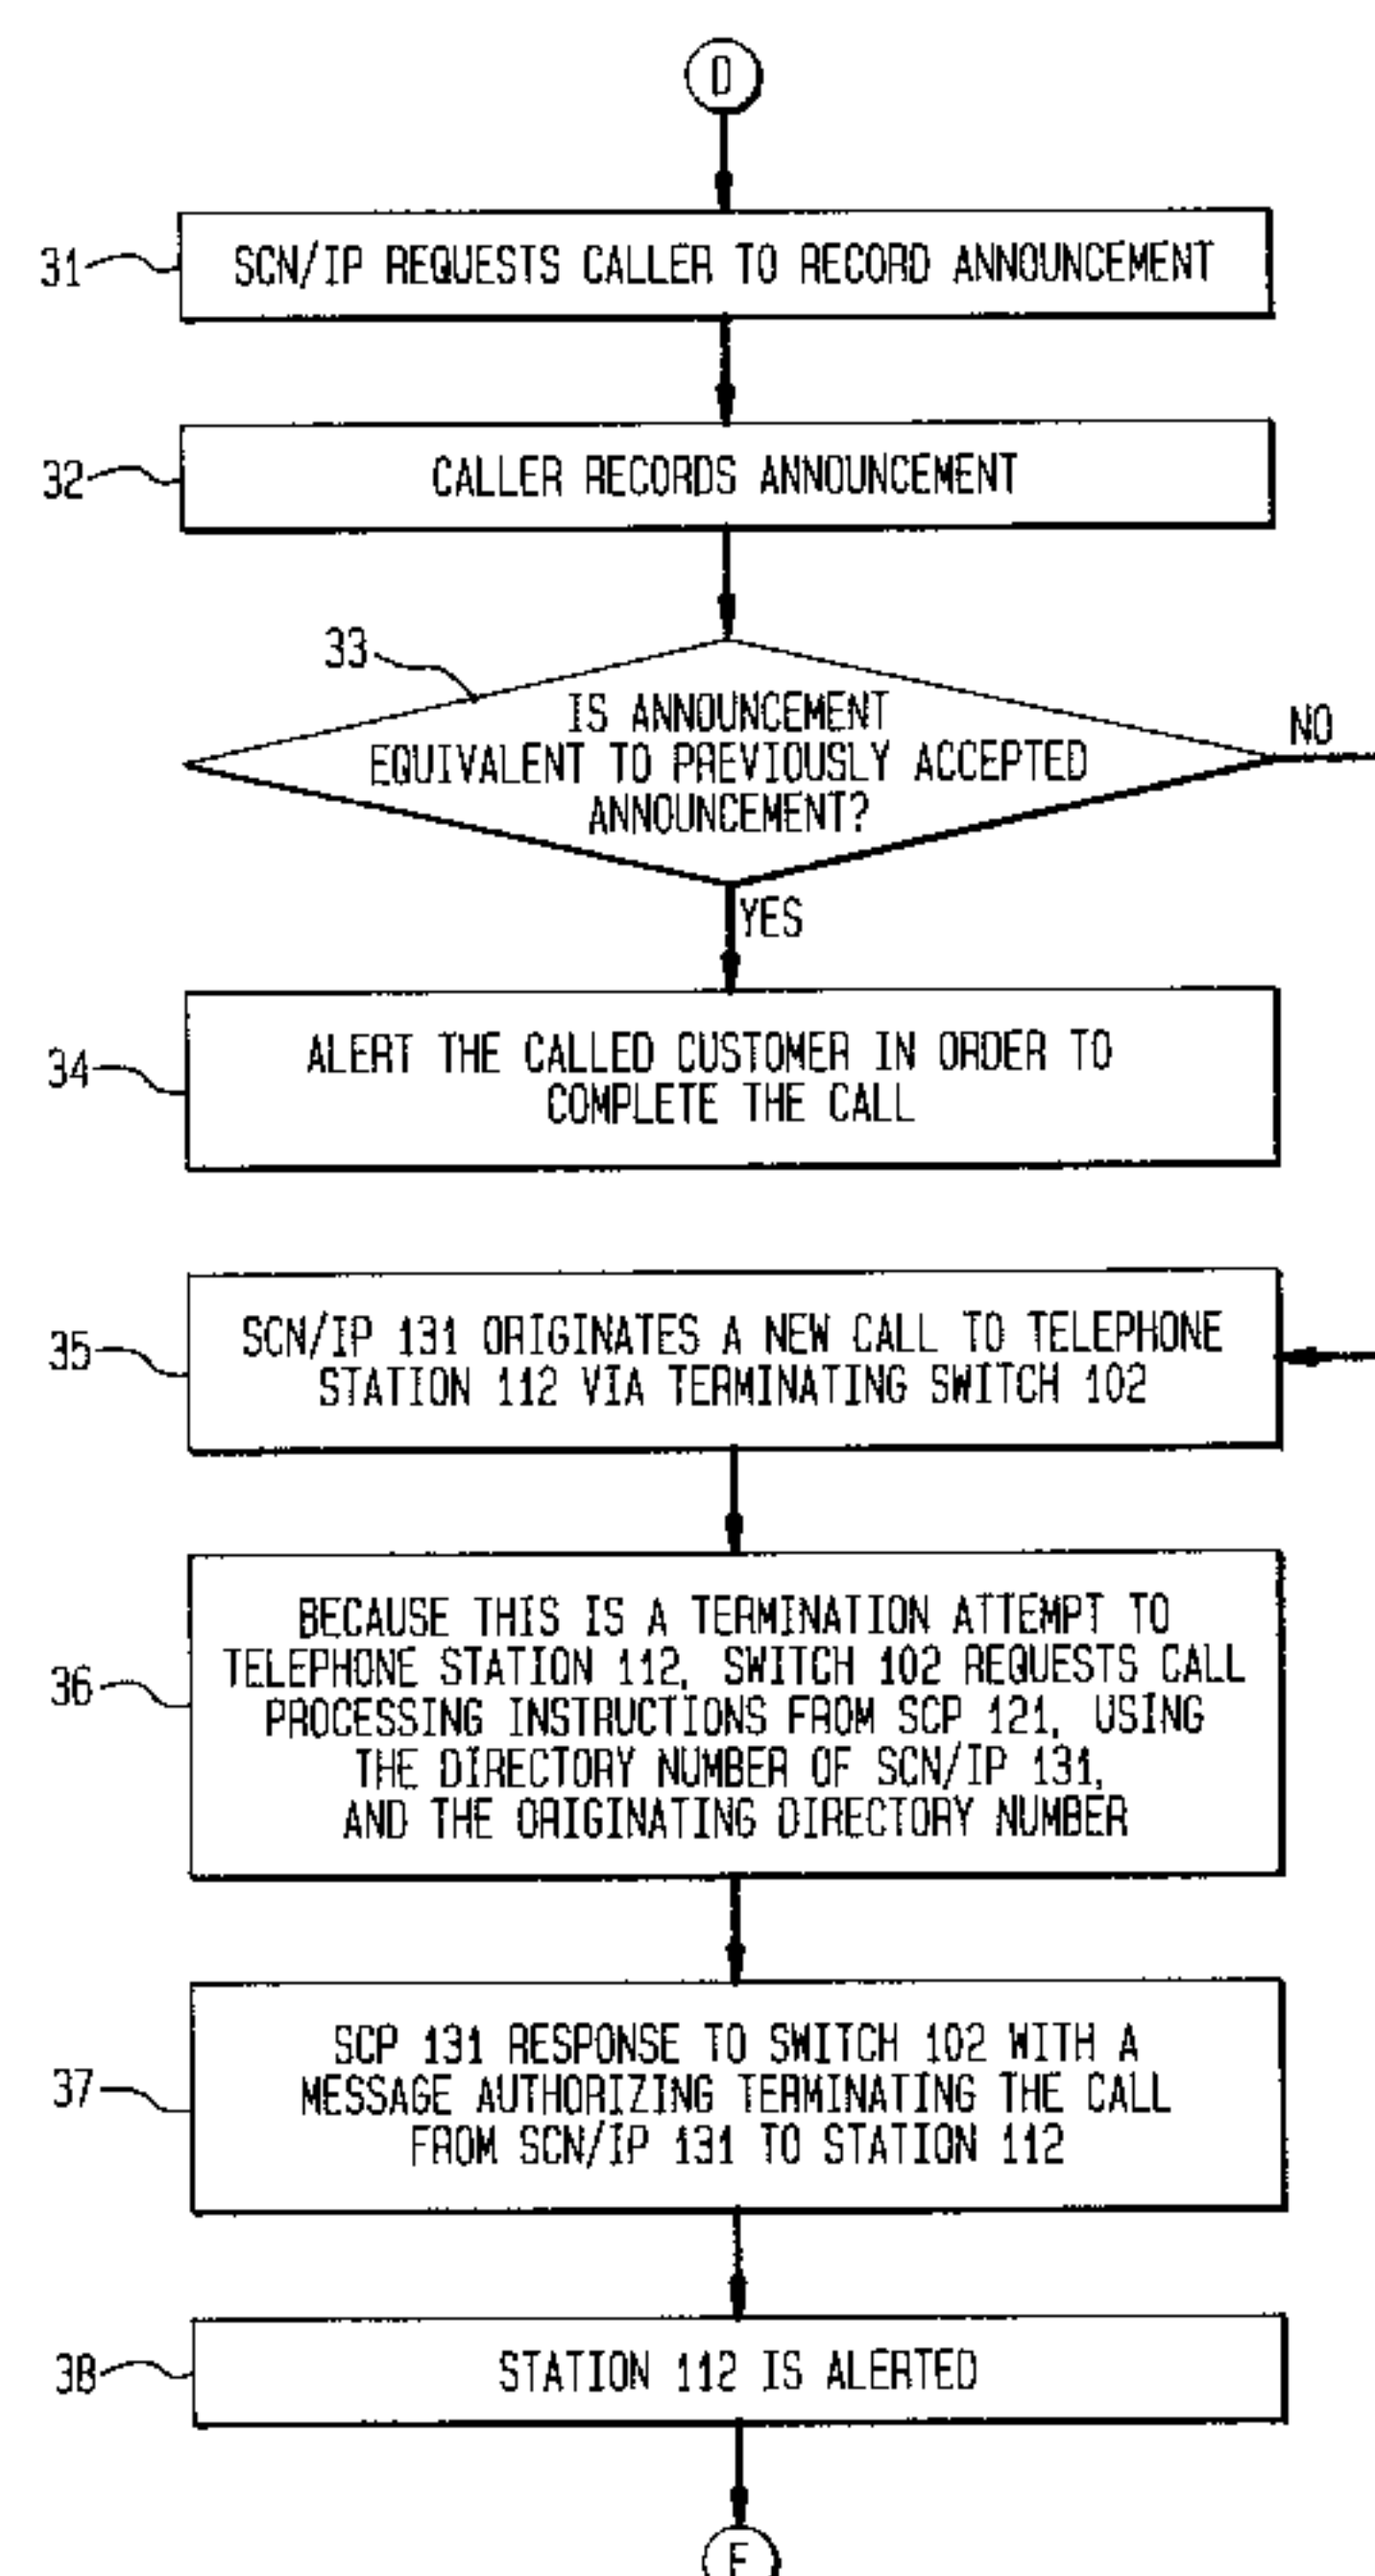 D
31
SCN/IP REQUESTS CALLER TO RECORD ANNOUNCEMENT
32
CALLER RECORDS ANNOUNCEMENT
33
IS ANNOUNCEMENT
EQUIVALENT TO PREVIOUSLY ACCEPTED
ANNOUNCEMENT?
NO
YES
34
ALERT THE CALLED CUSTOMER IN ORDER TO
COMPLETE THE CALL
35
SCN/IP 131 ORIGINATES A NEW CALL TO TELEPHONE
STATION 112 VIA TERMINATING SWITCH 102
36
BECAUSE THIS IS A TERMINATION ATTEMPT TO
TELEPHONE STATION 112, SWITCH 102 REQUESTS CALL
PROCESSING INSTRUCTIONS FROM SCP 121, USING
THE DIRECTORY NUMBER OF SCN/IP 131,
AND THE ORIGINATING DIRECTORY NUMBER
37
SCP 131 RESPONSE TO SWITCH 102 WITH A
MESSAGE AUTHORIZING TERMINATING THE CALL
FROM SCN/IP 131 TO STATION 112
38
STATION 112 IS ALERTED